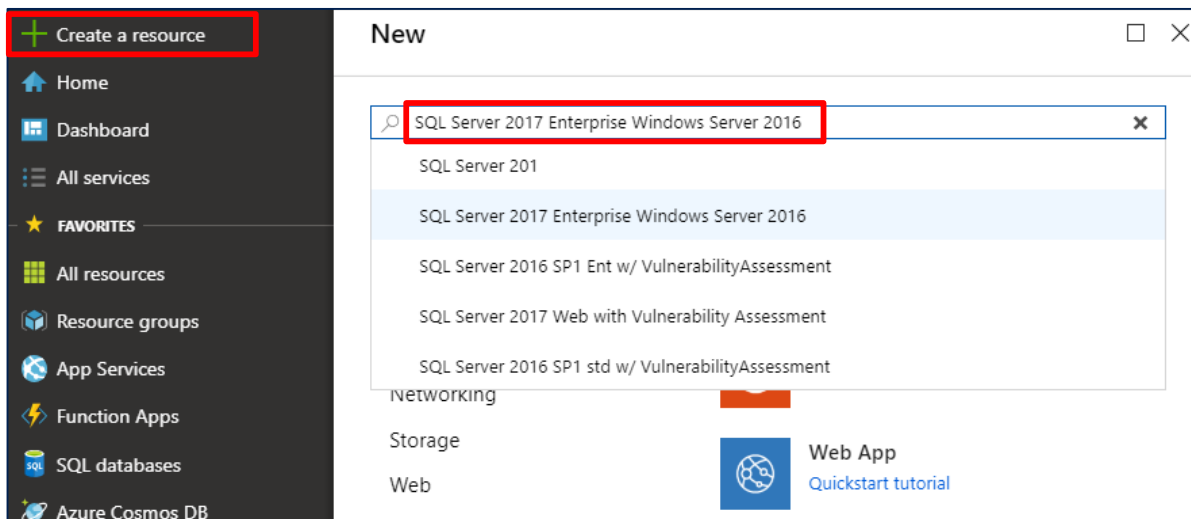 Create a resource
Home
Dashboard
All services
FAVORITES
All resources
Resource groups
App Services
Function Apps
SQL
SQL databases
Azure Cosmos DB
New
SQL Server 2017 Enterprise Windows Server 2016
SQL Server 201
SQL Server 2017 Enterprise Windows Server 2016
SQL Server 2016 SP1 Ent w/ VulnerabilityAssessment
SQL Server 2017 Web with Vulnerability Assessment
SQL Server 2016 SP1 std w/ VulnerabilityAssessment
Networking
Storage
Web
Web App
Quickstart tutorial